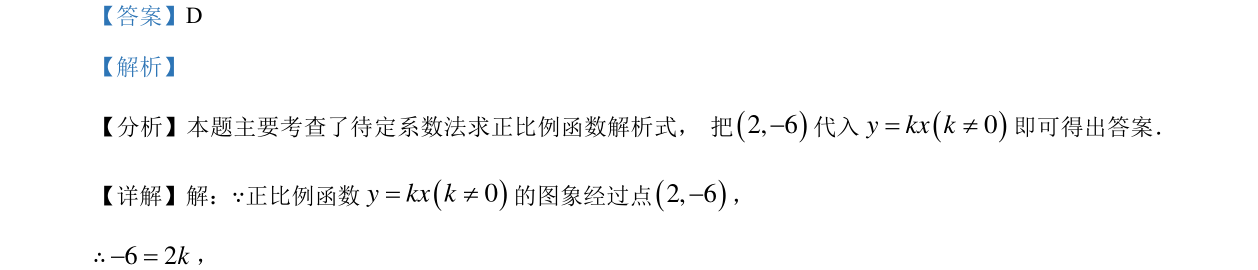 【答案】D
【解析】
【分析】本题主要考查了待定系数法求正比例函数解析式， 把(2,−6)代入 y = kx(k ≠ 0) 即可得出答案．
【详解】解：∵正比例函数 y = kx(k ≠ 0) 的图象经过点(2,−6)，
∴−6 = 2k，